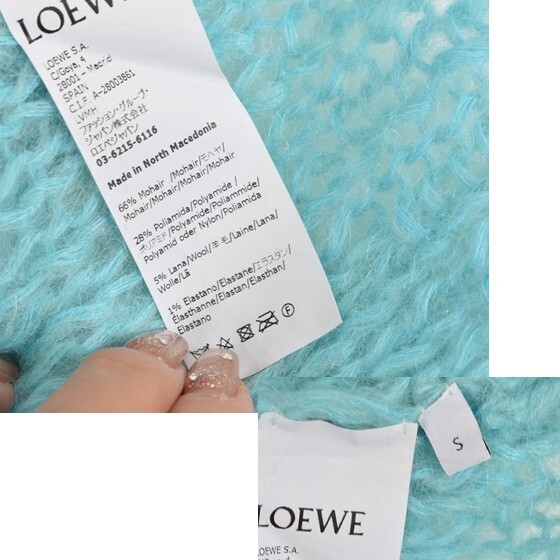 LOEWE
LOEWE S.A.
C/Goya, 4
28001 - Madrid
SPAIN
C.I.F. A-28003861
LVMH
ファッション・グループ・
ジャパン株式会社
ロエベジャパン
03-6215-6116
Made in North Macedonia
66% Mohair /Mohair/モヘヤ/
Mohair/Mohair/Mohair/Mohair
28% Poliamida/Polyamide /
ポリアミド/Polyamide/Poliammide/
Polyamid oder Nylon/Poliamida
5% Lana/Wool/羊毛/Laine/Lana/
Wolle/Lã
1% Elastano/Elastane/エラスタン/
Élasthanne/Elastan/Elasthan/
Elastano
F
S
LOEWE
LOEWE S.A.